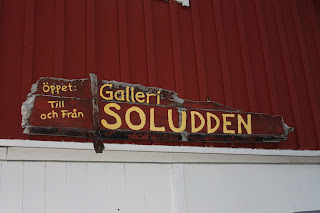 Öppet:
Till
och Från
Galleri
SOLUDDEN